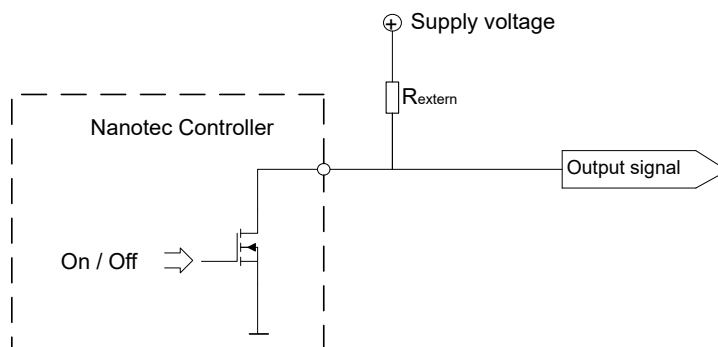 Supply voltage
Rextern
Nanotec Controller
Output signal
On / Off